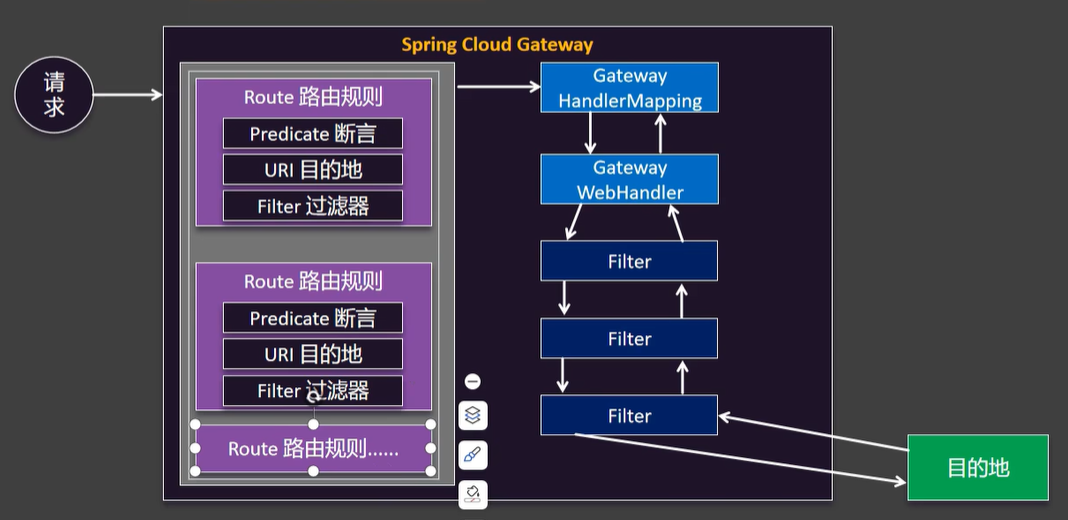 Spring Cloud Gateway
请
求
Route 路由规则
Predicate 断言
URI 目的地
Filter 过滤器
Route 路由规则
Predicate 断言
URI 目的地
Filter 过滤器
Route 路由规则......
Gateway
HandlerMapping
Gateway
WebHandler
Filter
Filter
Filter
目的地